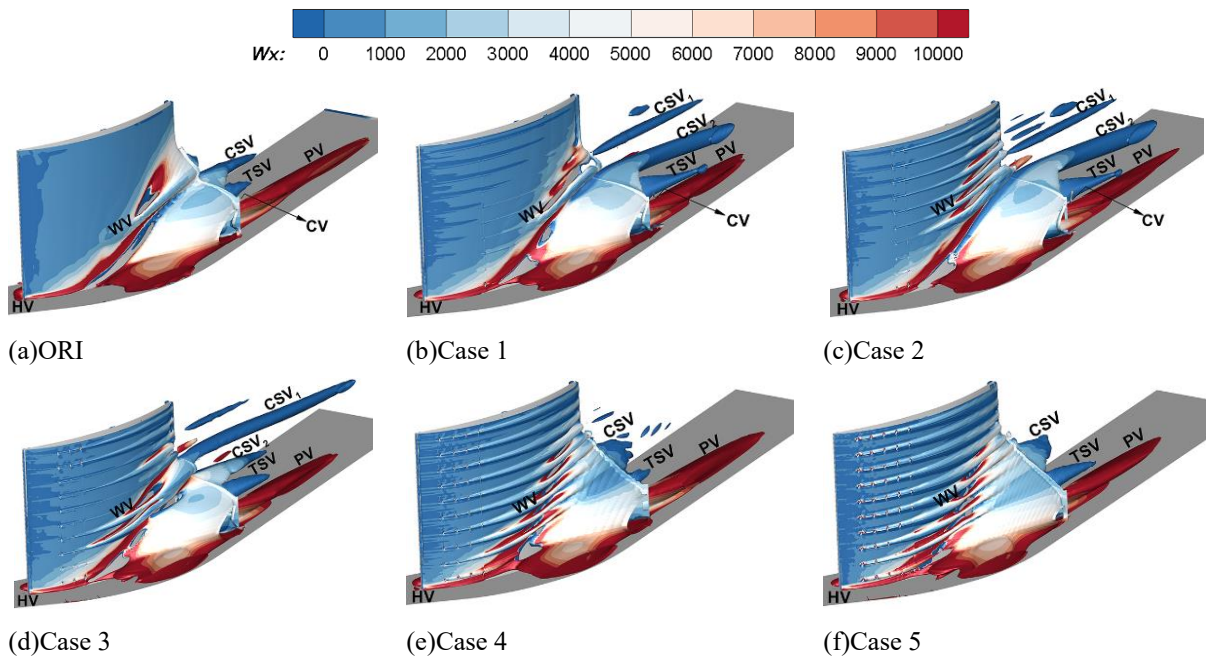 Wx: 0 1000 2000 3000 4000 5000 6000 7000 8000 9000 10000
CSV
TSV
PV
WV
CV
HV
(a)ORI
CSV1
CSV2
TSV
PV
WV
CV
HV
(b)Case 1
CSV1
CSV2
TSV
PV
WV
CV
HV
(c)Case 2
CSV1
CSV2
TSV
PV
WV
HV
(d)Case 3
CSV
TSV
PV
WV
HV
(e)Case 4
CSV
TSV
PV
WV
HV
(f)Case 5